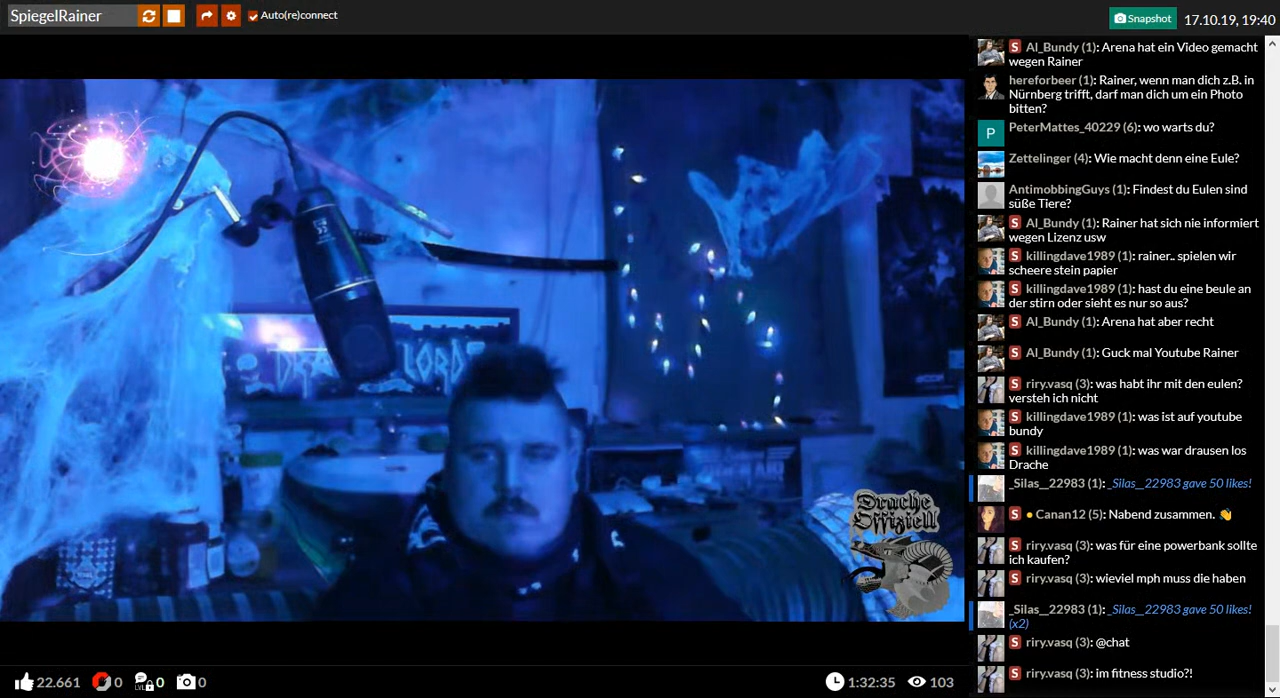 SpiegelRainer
Auto(re)connect
Snapshot
17.10.19, 19:40
S Al_Bundy (1): Arena hat ein Video gemacht
wegen Rainer
hereforbeer (1): Rainer, wenn man dich z.B. in
Nürnberg trifft, darf man dich um ein Photo
bitten?
P
PeterMattes_40229 (6): wo warts du?
Zettelinger (4): Wie macht denn eine Eule?
AntimobbingGuys (1): Findest du Eulen sind
süße Tiere?
S Al_Bundy (1): Rainer hat sich nie informiert
wegen Lizenz usw
S killingdave1989 (1): rainer.. spielen wir
scheere stein papier
S killingdave1989 (1): hast du eine beule an
der stirn oder sieht es nur so aus?
S Al_Bundy (1): Arena hat aber recht
S Al_Bundy (1): Guck mal Youtube Rainer
S riry.vasq (3): was habt ihr mit den eulen?
versteh ich nicht
S killingdave1989 (1): was ist auf youtube
bundy
S killingdave1989 (1): was war drausen los
Drache
_Silas__22983 (1): _Silas__22983 gave 50 likes!
S Canan12 (5): Nabend zusammen. 👏
S riry.vasq (3): was für eine powerbank sollte
ich kaufen?
S riry.vasq (3): wieviel mph muss die haben
_Silas__22983 (1): _Silas__22983 gave 50 likes!
(x2)
S riry.vasq (3): @chat
S riry.vasq (3): im fitness studio?!
LORD
Drache
Offiziell
22.661
0
LVL
0
0
1:32:35
103